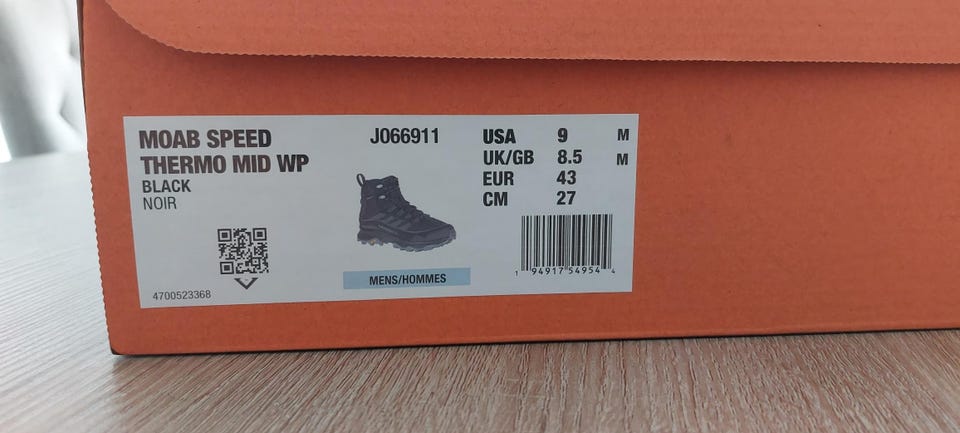 MOAB SPEED
THERMO MID WP
BLACK
NOIR
4700523368
J066911
MENS/HOMMES
USA 9 M
UK/GB 8.5 M
EUR 43
CM 27
1 94917 54954 4